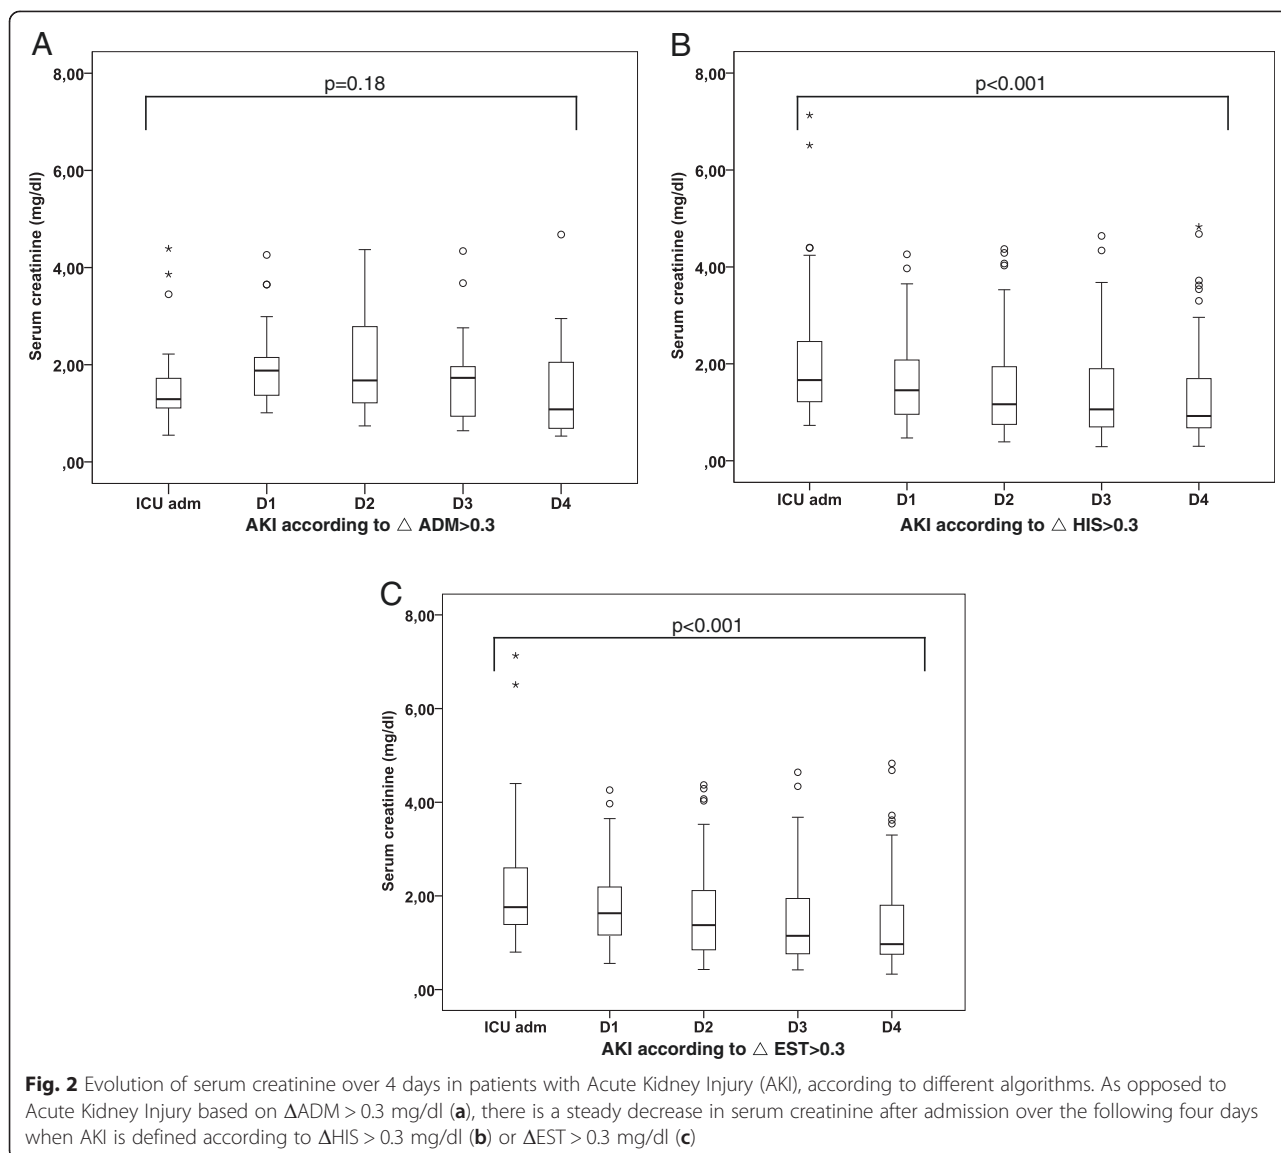 A
8,00
6,00
4,00
2,00
,00
Serum creatinine (mg/dl)
p=0.18
ICU adm D1 D2 D3 D4
AKI according to △ ADM>0.3
B
8,00
6,00
4,00
2,00
,00
Serum creatinine (mg/dl)
p<0.001
ICU adm D1 D2 D3 D4
AKI according to △ HIS>0.3
C
8,00
6,00
4,00
2,00
,00
Serum creatinine (mg/dl)
p<0.001
ICU adm D1 D2 D3 D4
AKI according to △ EST>0.3
Fig. 2 Evolution of serum creatinine over 4 days in patients with Acute Kidney Injury (AKI), according to different algorithms. As opposed to
Acute Kidney Injury based on ΔADM > 0.3 mg/dl (a), there is a steady decrease in serum creatinine after admission over the following four days
when AKI is defined according to ΔHIS > 0.3 mg/dl (b) or ΔEST > 0.3 mg/dl (c)